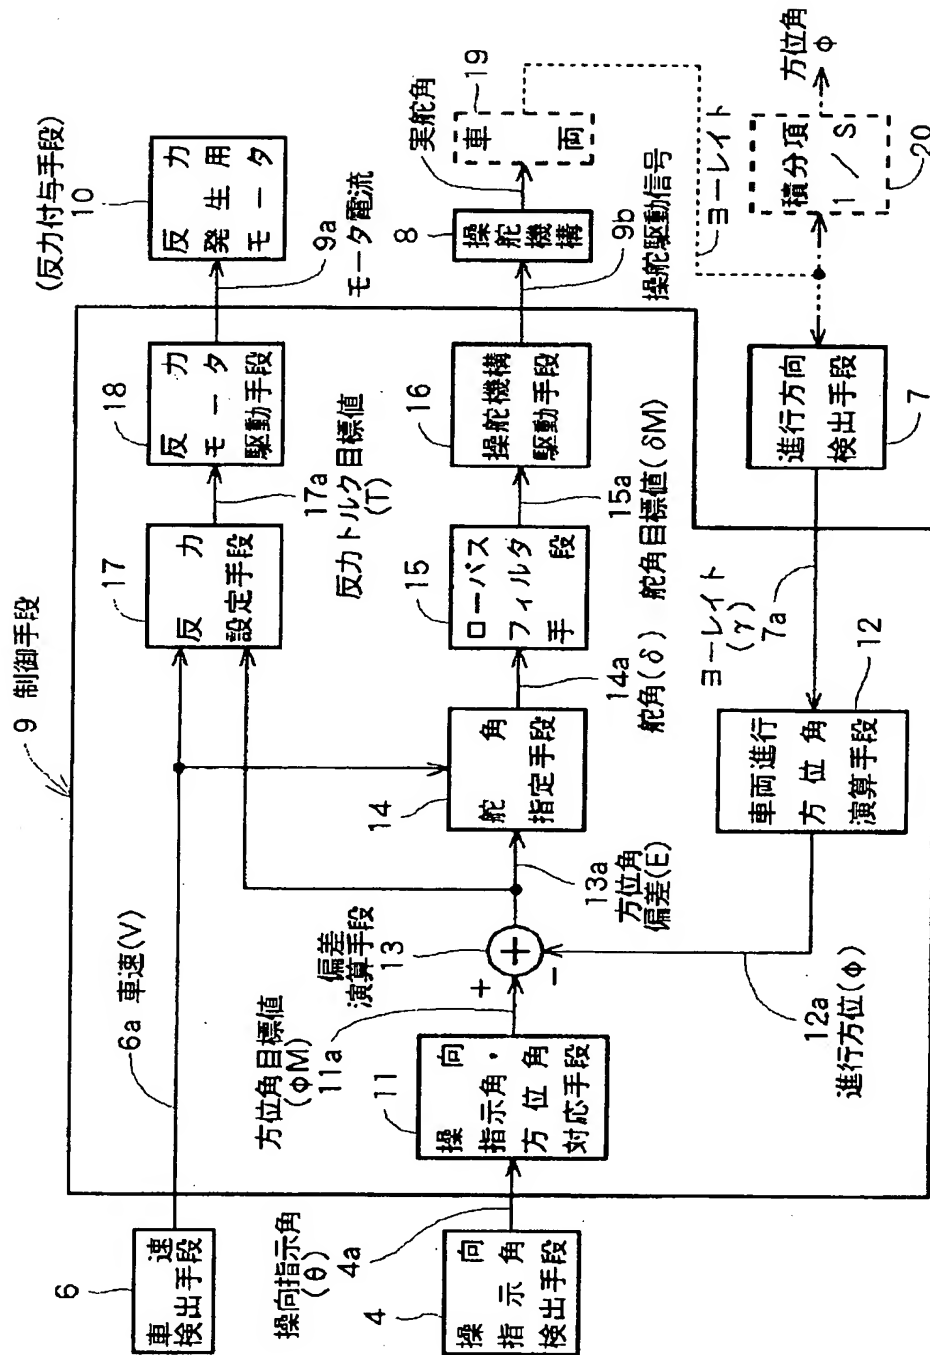 9 制御手段
6
車速
検出手段
6a 車速(V)
4
操向
指示角
検出手段
操向指示角
(θ)
4a
11
操向
指示角・
方位角
対応手段
方位角目標値
(φM)
11a
偏差
演算手段
13
+
−
13a
方位角
偏差(E)
12a
進行方位(φ)
14
舵角
指定手段
14a
舵角(δ)
15
ローパス
フィルタ
手段
15a
舵角目標値(δM)
16
操舵機構
駆動手段
17
反力
設定手段
17a
反力トルク目標値
(T)
18
反力
モータ
駆動手段
9a
モータ電流
(反力付与手段)
10
反力
発生用
モータ
9b
操舵駆動信号
8
操舵
機構
実舵角
車両
19
ヨーレイト
積分項
1/S
20
方位角
φ
進行方向
検出手段
7
ヨーレイト
(γ)
7a
12
車両進行
方位角
演算手段